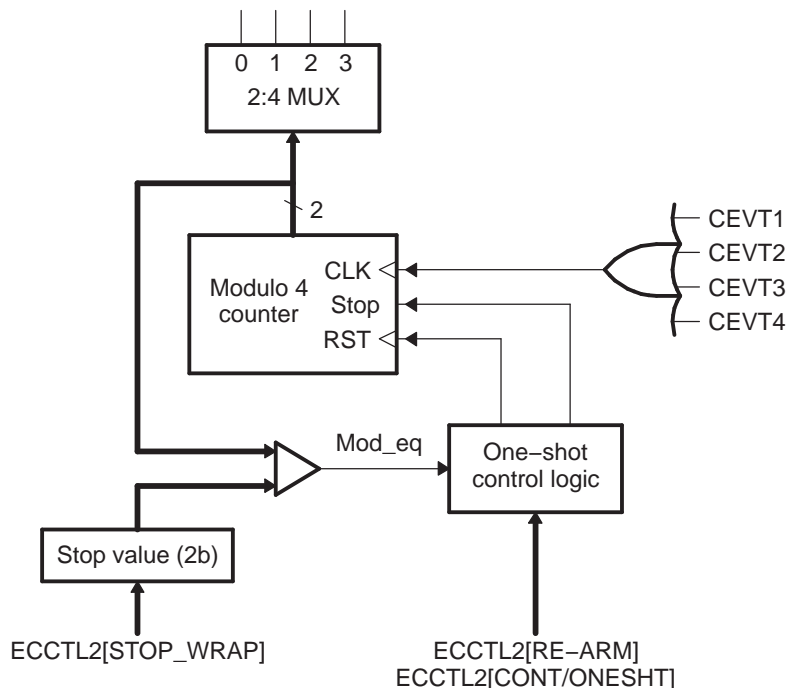 0 1 2 3
2:4 MUX
2
CEVT1
CEVT2
CEVT3
CEVT4
Modulo 4
counter
CLK
Stop
RST
Mod_eq
One−shot
control logic
Stop value (2b)
ECCTL2[STOP_WRAP]
ECCTL2[RE−ARM]
ECCTL2[CONT/ONESHT]